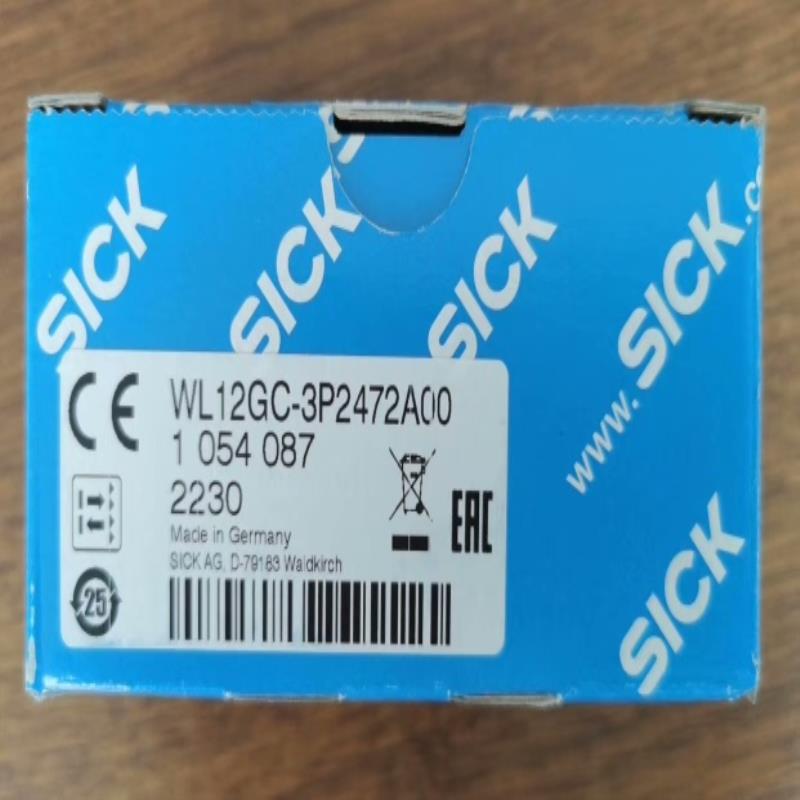 SICK
SICK
SICK
www.SICK.c
WL12GC-3P2472A00
1 054 087
2230
Made in Germany
SICK AG, D-79183 Waldkirch
CE
EAC
25
SICK